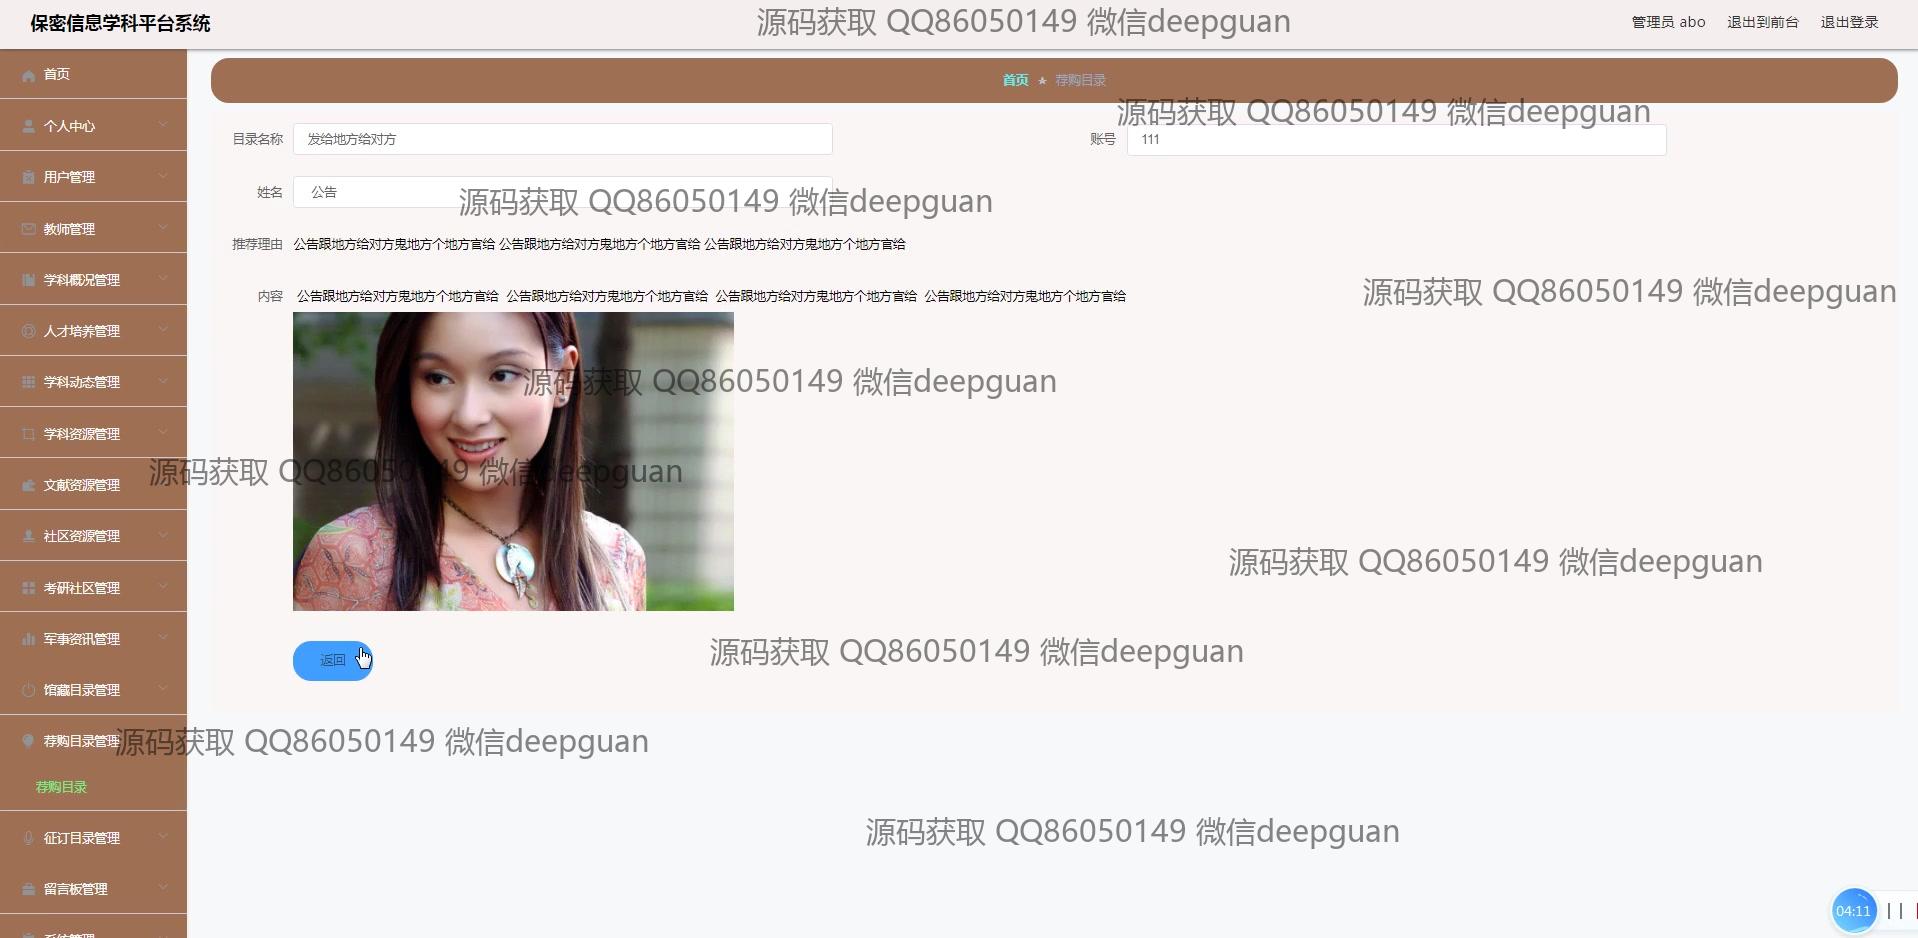 保密信息学科平台系统
源码获取 QQ86050149 微信deepguan
管理员 abo 退出到前台 退出登录
首页
个人中心
用户管理
教师管理
学科概况管理
人才培养管理
学科动态管理
学科资源管理
文献资源管理
社区资源管理
考研社区管理
军事资讯管理
馆藏目录管理
荐购目录管理
荐购目录
征订目录管理
留言板管理
系统管理
首页 ★ 荐购目录
源码获取 QQ86050149 微信deepguan
目录名称 发给地方给对方
账号 111
姓名 公告
源码获取 QQ86050149 微信deepguan
推荐理由 公告跟地方给对方鬼地方个地方官给 公告跟地方给对方鬼地方个地方官给 公告跟地方给对方鬼地方个地方官给
内容 公告跟地方给对方鬼地方个地方官给 公告跟地方给对方鬼地方个地方官给 公告跟地方给对方鬼地方个地方官给 公告跟地方给对方鬼地方个地方官给
源码获取 QQ86050149 微信deepguan
源码获取 QQ86050149 微信deepguan
源码获取 QQ86050149 微信deepguan
源码获取 QQ86050149 微信deepguan
返回
源码获取 QQ86050149 微信deepguan
源码获取 QQ86050149 微信deepguan
源码获取 QQ86050149 微信deepguan
04:11